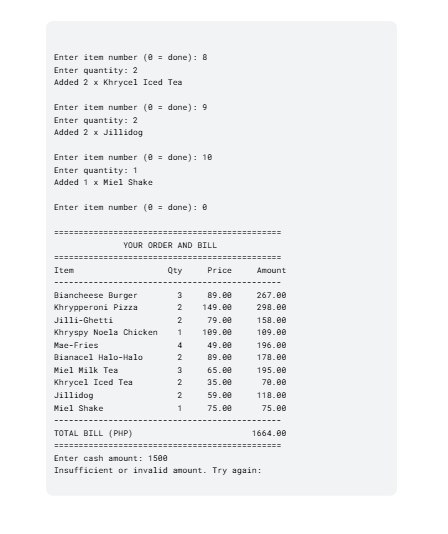 Enter item number (0 = done): 8
Enter quantity: 2
Added 2 x Khrycel Iced Tea

Enter item number (0 = done): 9
Enter quantity: 2
Added 2 x Jillidog

Enter item number (0 = done): 10
Enter quantity: 1
Added 1 x Miel Shake

Enter item number (0 = done): 0

==============================================
              YOUR ORDER AND BILL
==============================================
Item                   Qty     Price     Amount
----------------------------------------------
Biancheese Burger        3     89.00     267.00
Khrypperoni Pizza        2    149.00     298.00
Jilli-Ghetti             2     79.00     158.00
Khryspy Noela Chicken    1    109.00     109.00
Mae-Fries                4     49.00     196.00
Bianacel Halo-Halo       2     89.00     178.00
Miel Milk Tea            3     65.00     195.00
Khrycel Iced Tea         2     35.00      70.00
Jillidog                 2     59.00     118.00
Miel Shake               1     75.00      75.00
----------------------------------------------
TOTAL BILL (PHP)                        1664.00
==============================================
Enter cash amount: 1500
Insufficient or invalid amount. Try again: